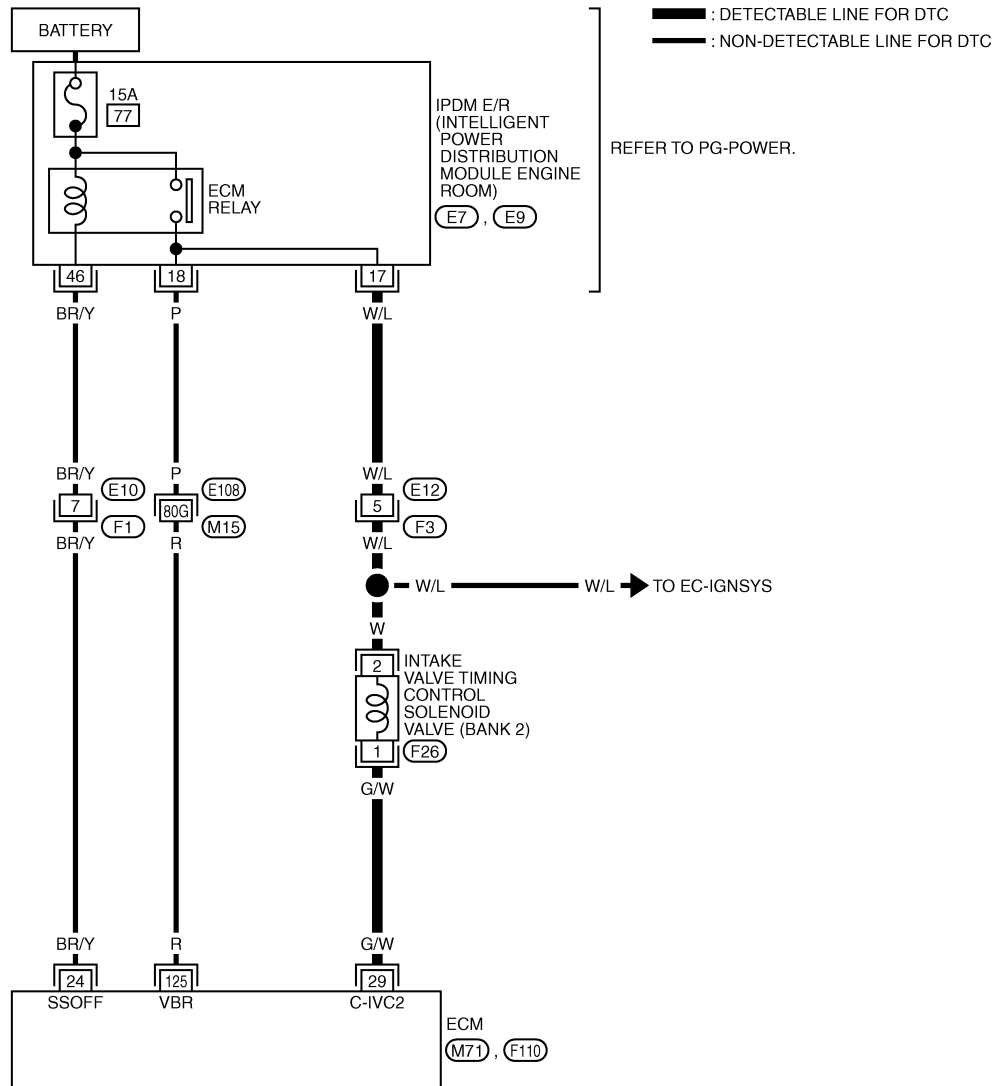 BATTERY
: DETECTABLE LINE FOR DTC
: NON-DETECTABLE LINE FOR DTC
15A
77
IPDM E/R
(INTELLIGENT
POWER
DISTRIBUTION
MODULE ENGINE
ROOM)
E7 , E9
REFER TO PG-POWER.
ECM
RELAY
46 18 17
BR/Y P W/L
BR/Y P W/L
7 E10 80G E108 5 E12
F1 M15 F3
BR/Y R W/L
W/L W/L TO EC-IGNSYS
W
2
INTAKE
VALVE TIMING
CONTROL
SOLENOID
VALVE (BANK 2)
1 F26
G/W
BR/Y R G/W
24 125 29
SSOFF VBR C-IVC2
ECM
M71 , F110